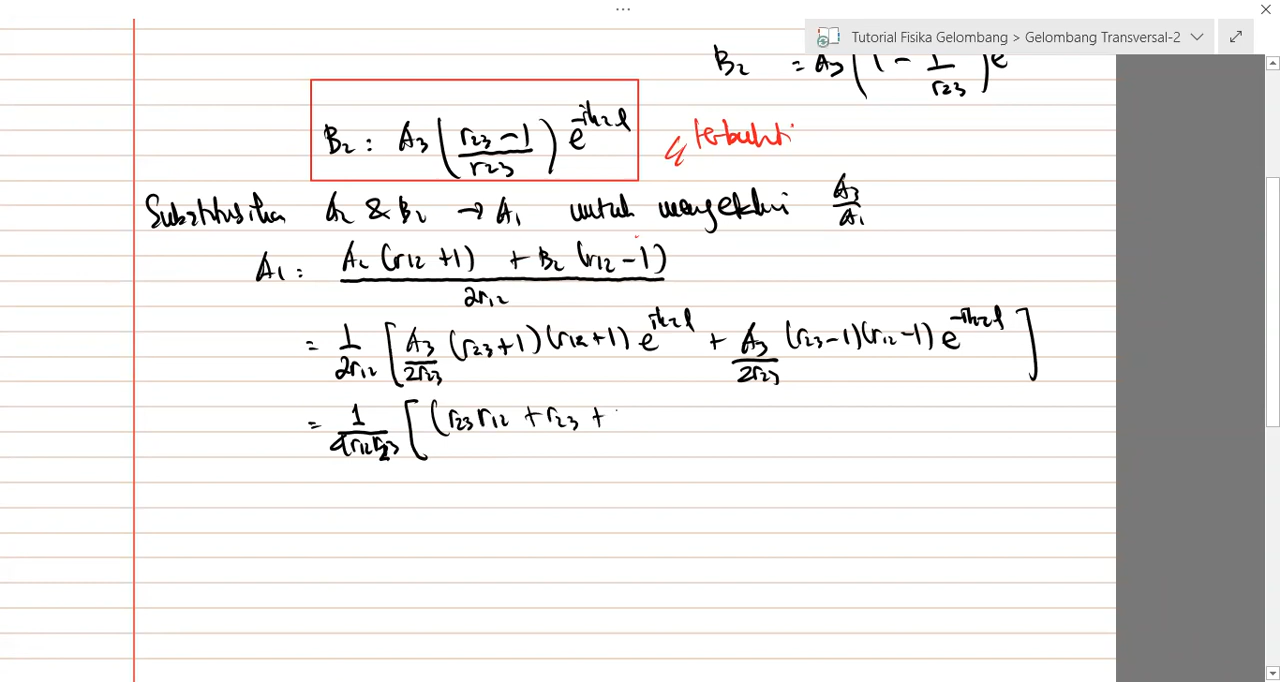 ...
Tutorial Fisika Gelombang > Gelombang Transversal-2
B2 = A3 (1 - 1/r23) e
B2 : A3 ((r23 - 1)/r23) e^(-ik2l) terbukti
Substitusikan A2 & B2 → A1 untuk mengetahui A3/A1
A1 : (A2 (r12 + 1) + B2 (r12 - 1))/2r12
= 1/2r12 [A3/2r23 (r23 + 1)(r12 + 1) e^(ik2l) + A3/2r23 (r23 - 1)(r12 - 1) e^(-ik2l)]
= 1/4r12r23 [(r23r12 + r23 +